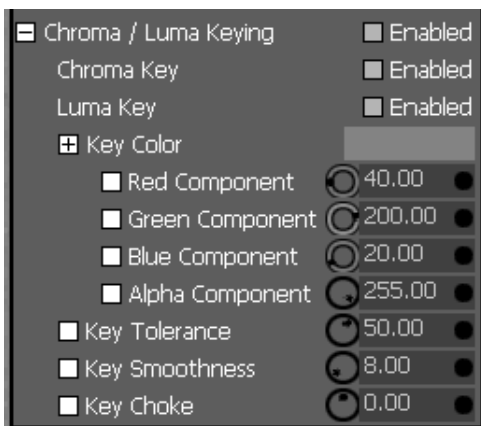 Chroma / Luma Keying Enabled
Chroma Key Enabled
Luma Key Enabled
Key Color
Red Component 40.00
Green Component 200.00
Blue Component 20.00
Alpha Component 255.00
Key Tolerance 50.00
Key Smoothness 8.00
Key Choke 0.00